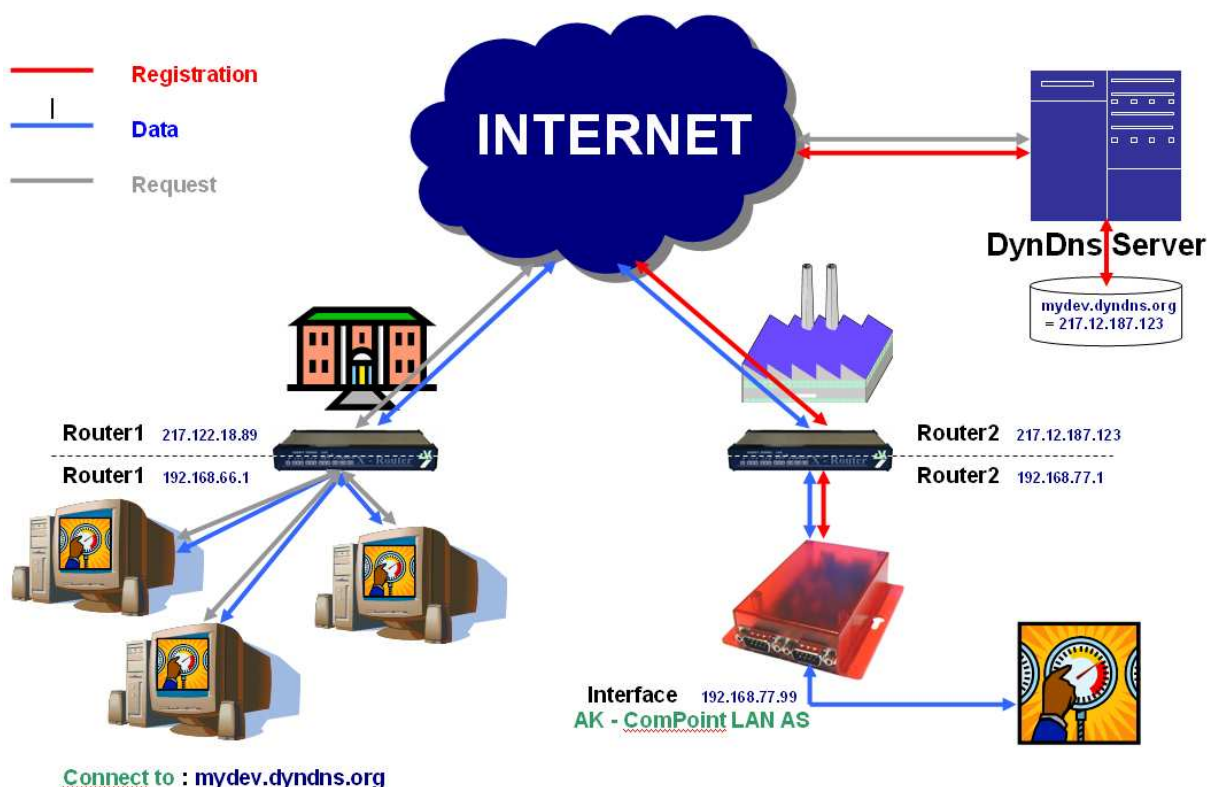 INTERNET
Registration
Data
Request
DynDns Server
mydev.dyndns.org
= 217.12.187.123
Router1 217.122.18.89
Router1 192.168.66.1
X - Router
X - Router
Router2 217.12.187.123
Router2 192.168.77.1
Interface 192.168.77.99
AK - ComPoint LAN AS
Connect to : mydev.dyndns.org